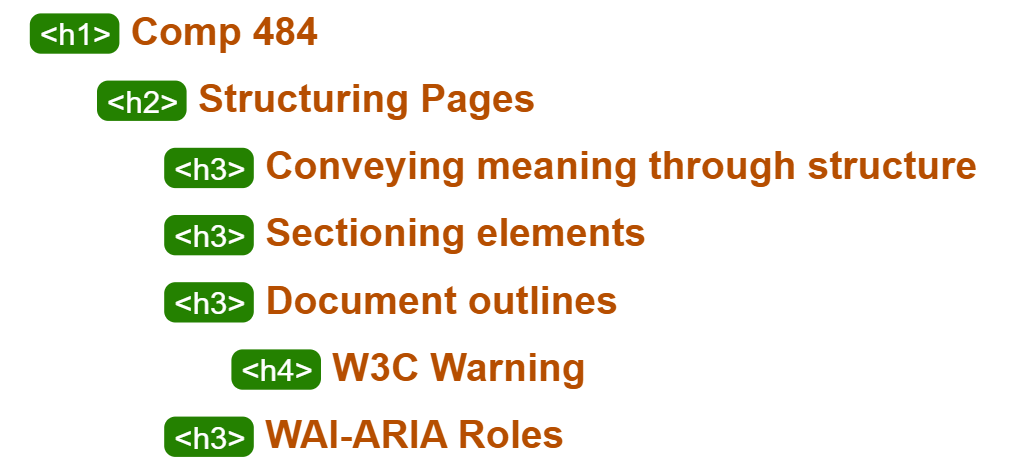 <h1> Comp 484
<h2> Structuring Pages
<h3> Conveying meaning through structure
<h3> Sectioning elements
<h3> Document outlines
<h4> W3C Warning
<h3> WAI-ARIA Roles